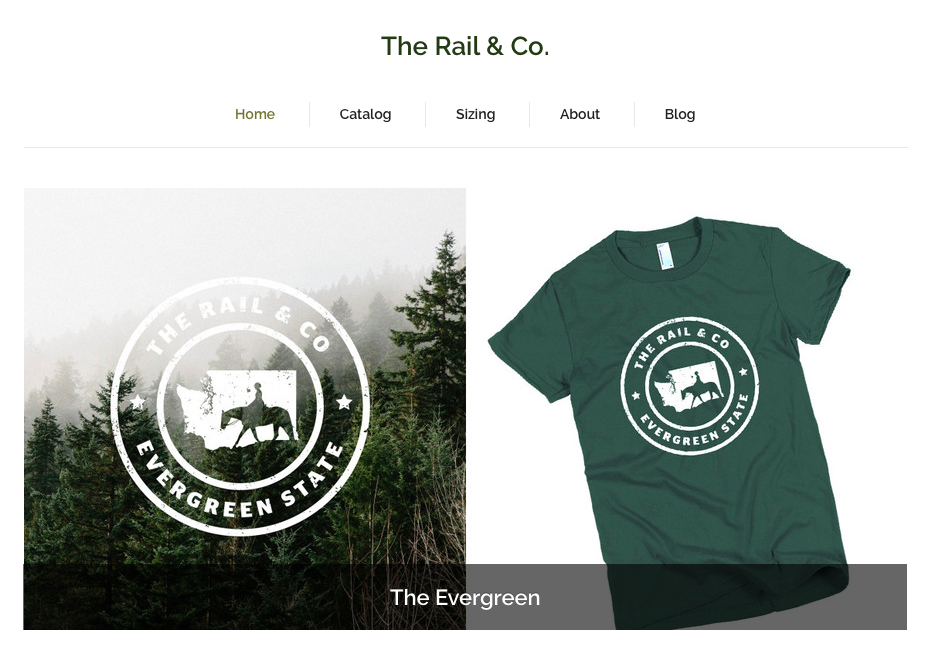 The Rail & Co.
Home Catalog Sizing About Blog
THE RAIL & CO
EVERGREEN STATE
THE RAIL & CO
EVERGREEN STATE
The Evergreen